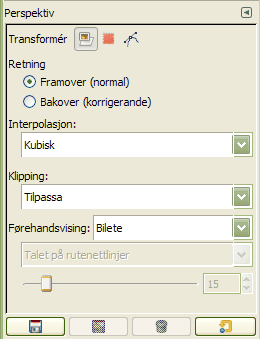 Perspektiv
Transformér
Retning
Framover (normal)
Bakover (korrigerande)
Interpolasjon:
Kubisk
Klipping:
Tilpassa
Førehandsvising: Bilete
Talet på rutenettlinjer
15